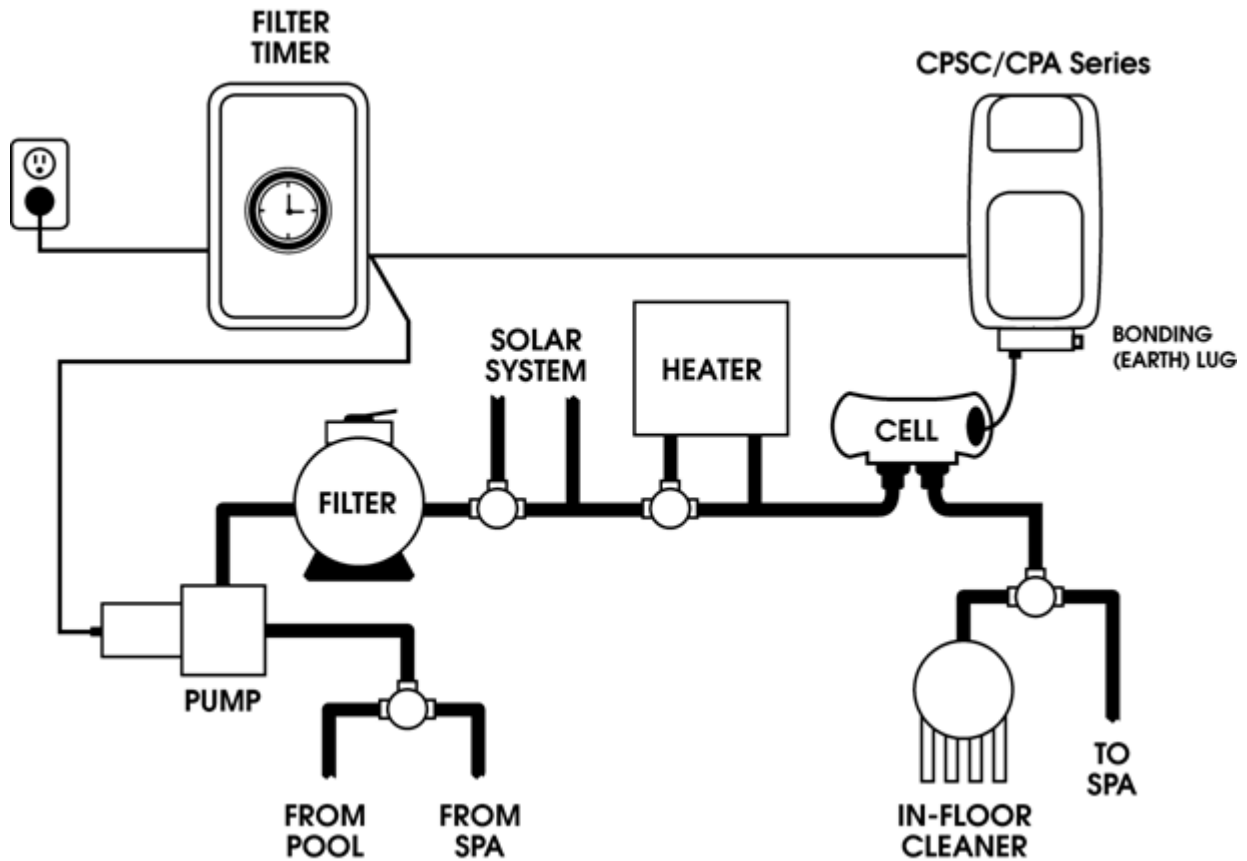 FILTER
TIMER
CPSC/CPA Series
BONDING
(EARTH) LUG
SOLAR
SYSTEM
HEATER
CELL
FILTER
PUMP
FROM
POOL
FROM
SPA
IN-FLOOR
CLEANER
TO
SPA